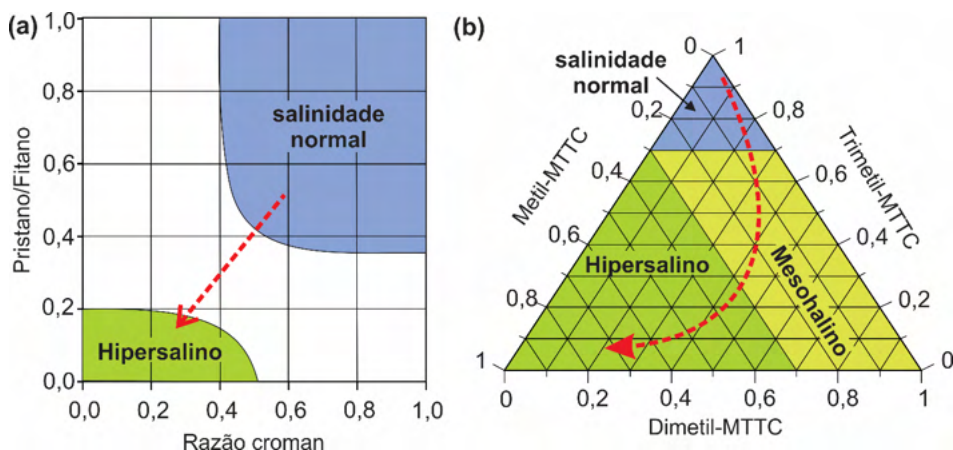 (a)
1,0
0,8
0,6
0,4
0,2
0,0
Pristano/Fitano
salinidade
normal
Hipersalino
0,0 0,2 0,4 0,6 0,8 1,0
Razão croman
(b)
salinidade
normal
0 1
0,2 0,8
0,4 0,6
0,6 0,4
0,8 0,2
1 0
Metil-MTTC
Trimetil-MTTC
Hipersalino
Mesohalino
0 0,2 0,4 0,6 0,8 1
Dimetil-MTTC